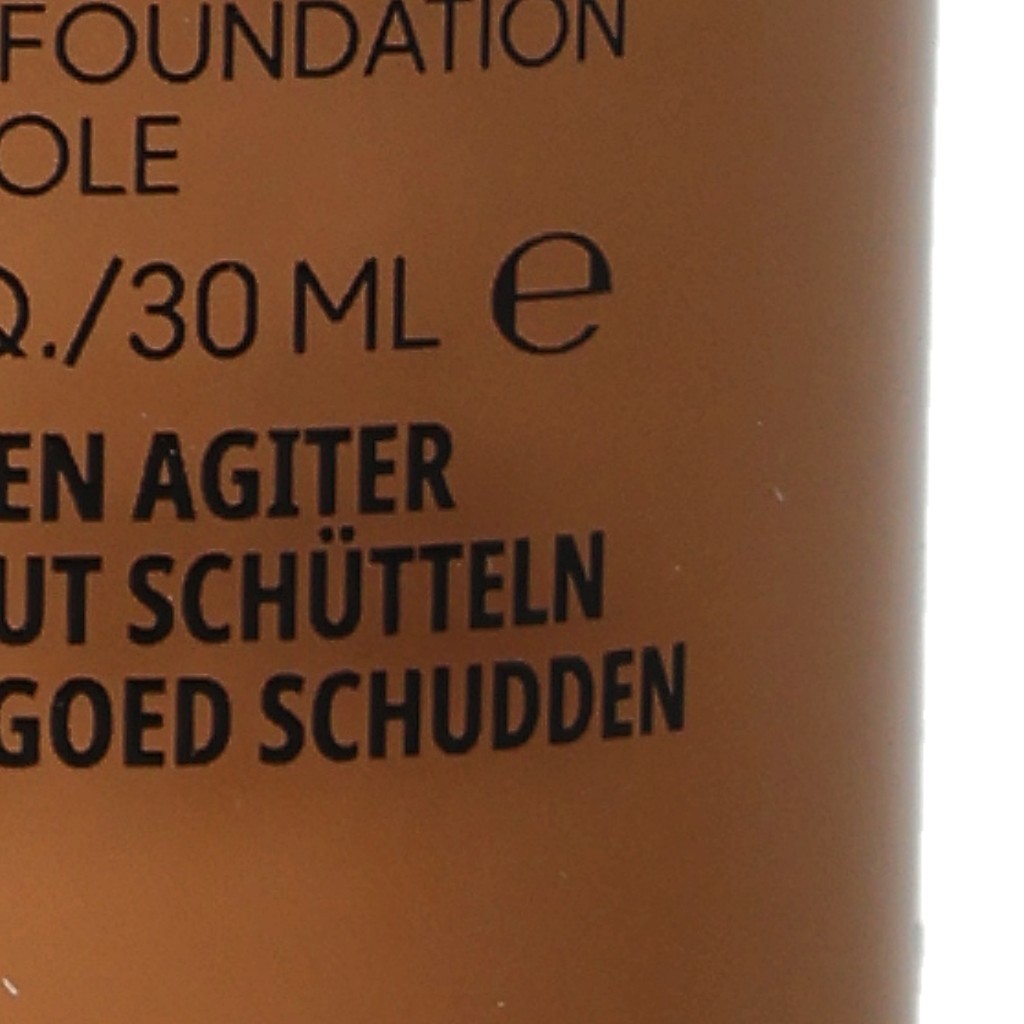 FOUNDATION
OLE
Q./30 ML e
EN AGITER
UT SCHÜTTELN
GOED SCHUDDEN